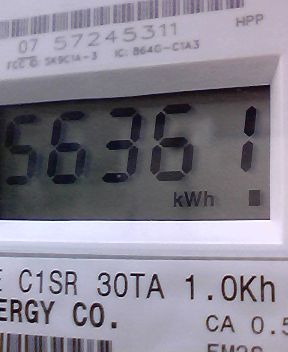 07 57245311
HPP
FCC ID: SK9C1A-3 IC: 864G-C1A3
56361
kWh
C1SR 30TA 1.0Kh
ERGY CO.
CA 0.5